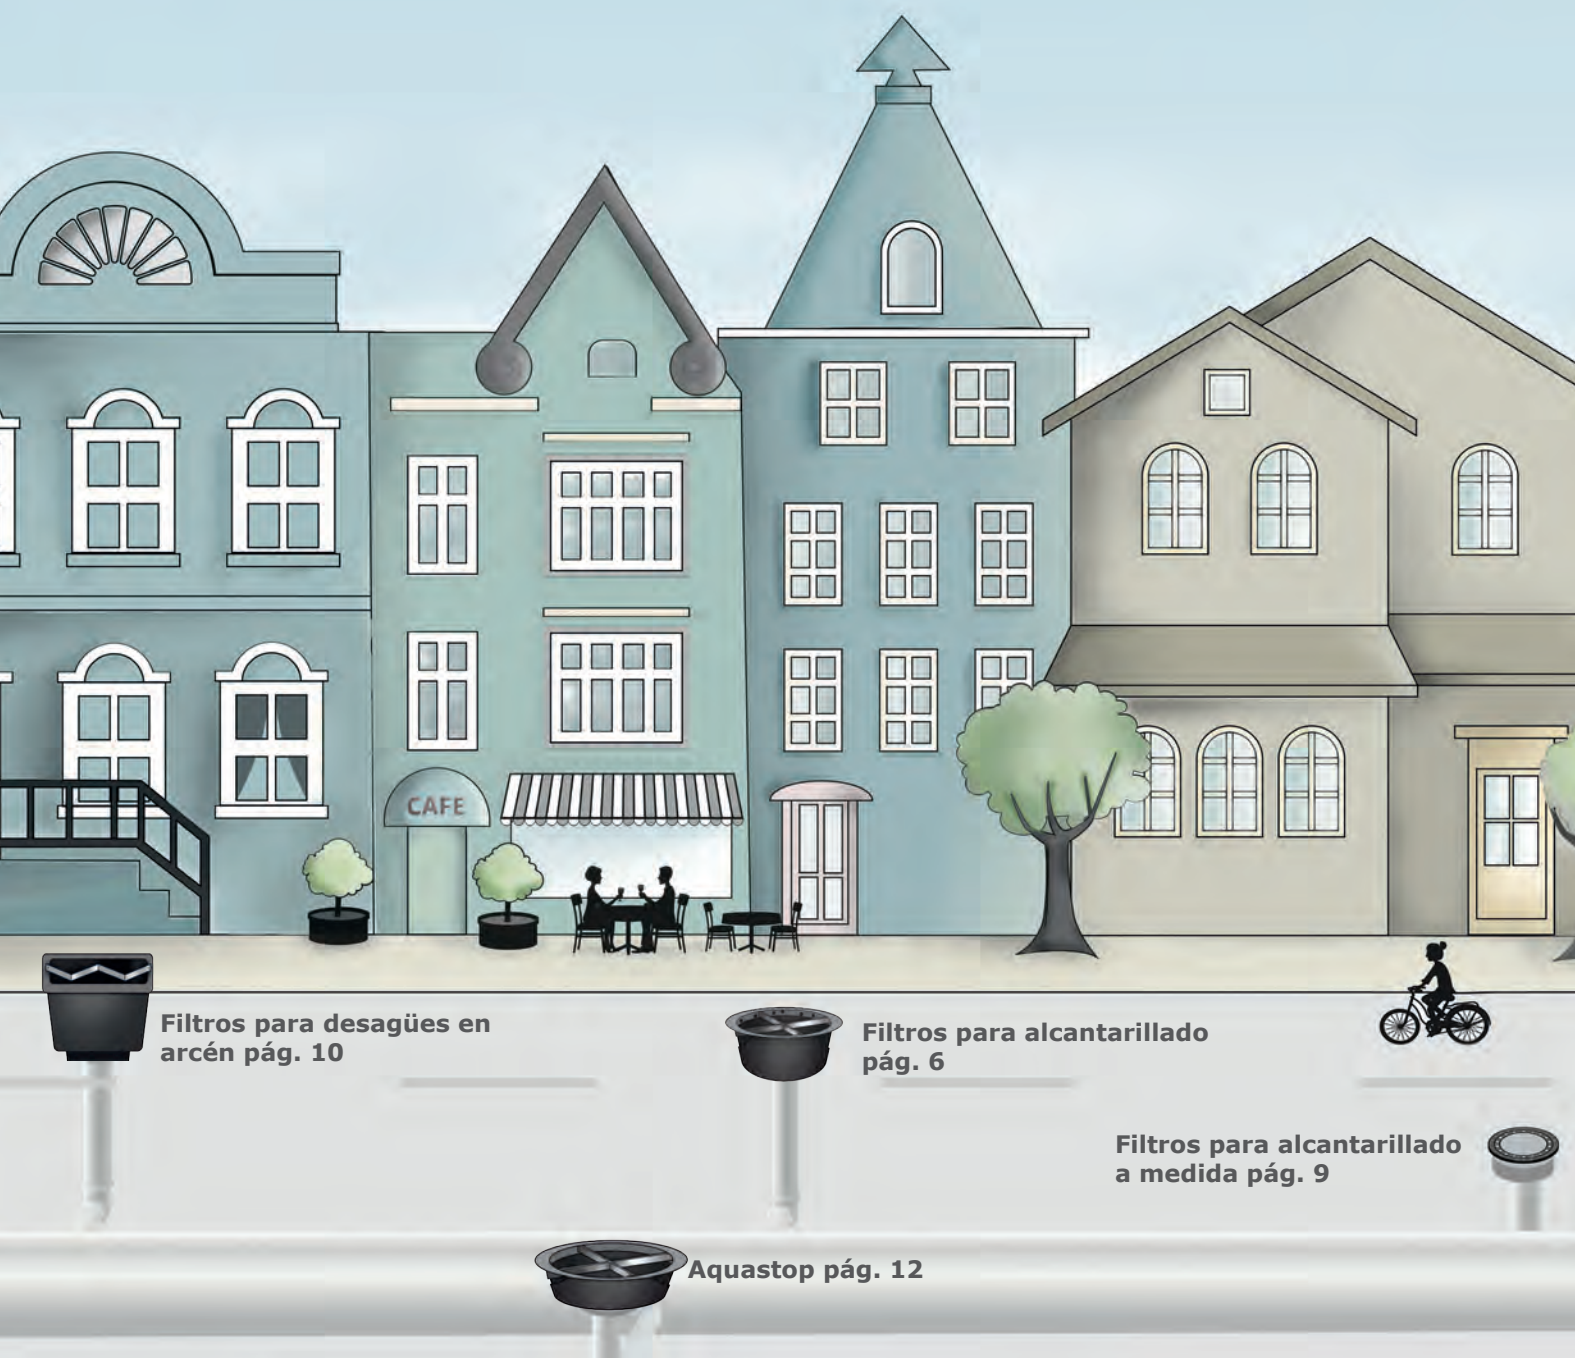 CAFE
Filtros para desagües en
arcén pág. 10
Filtros para alcantarillado
pág. 6
Filtros para alcantarillado
a medida pág. 9
Aquastop pág. 12